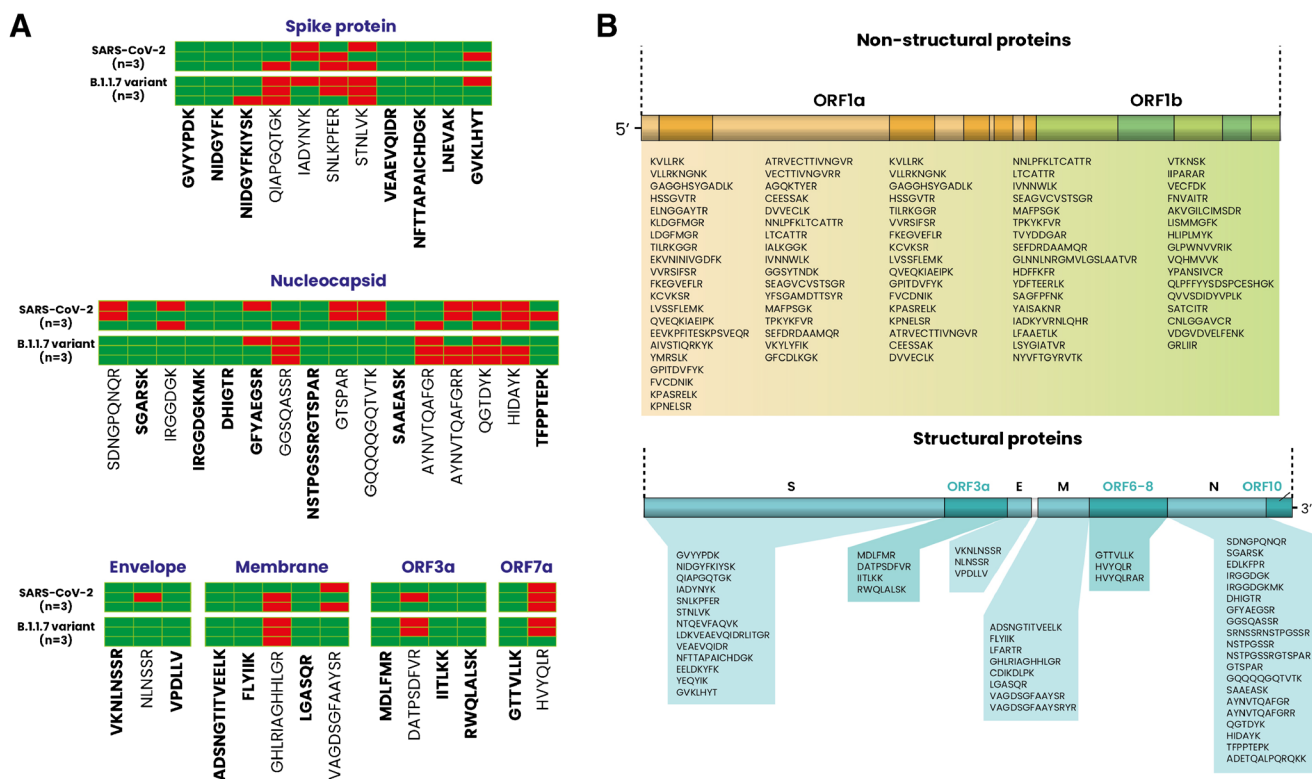 A
Spike protein
SARS-CoV-2
(n=3)
B.1.1.7 variant
(n=3)
GVYYPDK
NIDGYFK
NIDGYFKIYSK
QIAPGQTGK
IADYNYK
SNLKPFER
STNLVK
VEAEVQIDR
NFTTAPAICHDGK
LNEVAK
GVKLHYT
Nucleocapsid
SARS-CoV-2
(n=3)
B.1.1.7 variant
(n=3)
SDNGPQNQR
SGARSK
IRGGDGK
IRGGDGKMK
DHIGTR
GFYAEGSR
GGSQASSR
NSTPGSSRGTSPAR
GTSPAR
GQQQQGQTVTK
SAAEASK
AYNVTQAFGR
AYNVTQAFGRR
QGTDYK
HIDAYK
TFPPTEPK
Envelope
Membrane
ORF3a
ORF7a
SARS-CoV-2
(n=3)
B.1.1.7 variant
(n=3)
VKNLNSSR
NLNSSR
VPDLLV
ADSNGTITVEELK
FLYIIK
GHLRIAGHHLGR
LGASQR
VAGDSGFAAYSR
MDLFMR
DATPSDFVR
IITLKK
RWQLALSK
GTTVLLK
HVYQLR
B
Non-structural proteins
ORF1a
ORF1b
5’
KVLLRK
VLLRKNGNK
GAGGHSYGADLK
HSSGVTR
ELNGGAYTR
KLDGFMGR
LDGFMGR
TILRKGGR
EKVNINIVGDFK
VVRSIFSR
FKEGVEFLR
KCVKSR
LVSSFLEMK
QVEQKIAEIPK
EEVKPFITESKPSVEQR
AIVSTIQRKYK
YMRSLK
GPITDVFYK
FVCDNIK
KPASRELK
KPNELSR
ATRVECTTIVNGVR
VECTTIVNGVRR
AGQKTYER
CEESSAK
DVVECLK
NNLPFKLTCATTR
LTCATTR
IALKGGK
IVNNWLK
GGSYTNDK
SEAGVCVSTSGR
YFSGAMDTTSYR
MAFPSGK
TPKYKFVR
SEFDRDAAMQR
VKYLYFIK
GFCDLKGK
KVLLRK
VLLRKNGNK
GAGGHSYGADLK
HSSGVTR
TILRKGGR
VVRSIFSR
FKEGVEFLR
KCVKSR
LVSSFLEMK
QVEQKIAEIPK
GPITDVFYK
FVCDNIK
KPASRELK
KPNELSR
ATRVECTTIVNGVR
CEESSAK
DVVECLK
NNLPFKLTCATTR
LTCATTR
IVNNWLK
SEAGVCVSTSGR
MAFPSGK
TPKYKFVR
TVYDDGAR
SEFDRDAAMQR
GLNNLNRGMVLGSLAATVR
HDFFKFR
YDFTEERLK
SAGFPFNK
YAISAKNR
IADKYVRNLQHR
LFAAETLK
LSYGIATVR
NYVFTGYRVTK
VTKNSK
IIPARAR
VECFDK
FNVAITR
AKVGILCIMSDR
LISMMGFK
HLIPLMYK
GLPWNVVRIK
VQHMVVK
YPANSIVCR
QLPFFYYSDSPCESHGK
QVVSDIDYVPLK
SATCITR
CNLGGAVCR
VDGVDVELFENK
GRLIIR
Structural proteins
S
ORF3a
E
M
ORF6-8
N
ORF10
3’
GVYYPDK
NIDGYFKIYSK
QIAPGQTGK
IADYNYK
SNLKPFER
STNLVK
NTQEVFAQVK
LDKVEAEVQIDRLITGR
VEAEVQIDR
NFTTAPAICHDGK
EELDKYFK
YEQYIK
GVKLHYT
MDLFMR
DATPSDFVR
IITLKK
RWQLALSK
VKNLNSSR
NLNSSR
VPDLLV
ADSNGTITVEELK
FLYIIK
LFARTR
GHLRIAGHHLGR
CDIKDLPK
LGASQR
VAGDSGFAAYSR
VAGDSGFAAYSRYR
GTTVLLK
HVYQLR
HVYQLRAR
SDNGPQNQR
SGARSK
EDLKFPR
IRGGDGK
IRGGDGKMK
DHIGTR
GFYAEGSR
GGSQASSR
SRNSSRNSTPGSSR
NSTPGSSR
NSTPGSSRGTSPAR
GTSPAR
GQQQQGQTVTK
SAAEASK
AYNVTQAFGR
AYNVTQAFGRR
QGTDYK
HIDAYK
TFPPTEPK
ADETQALPQRQKK